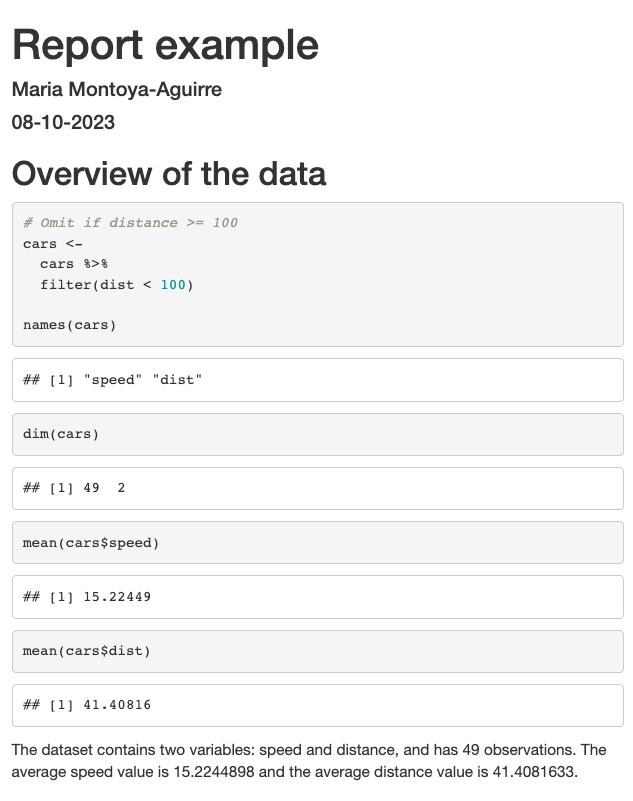 Report example
Maria Montoya-Aguirre
08-10-2023
Overview of the data
# Omit if distance >= 100
cars <-
  cars %>%
  filter(dist < 100)
names(cars)
## [1] "speed" "dist"
dim(cars)
## [1] 49  2
mean(cars$speed)
## [1] 15.22449
mean(cars$dist)
## [1] 41.40816
The dataset contains two variables: speed and distance, and has 49 observations. The
average speed value is 15.2244898 and the average distance value is 41.4081633.